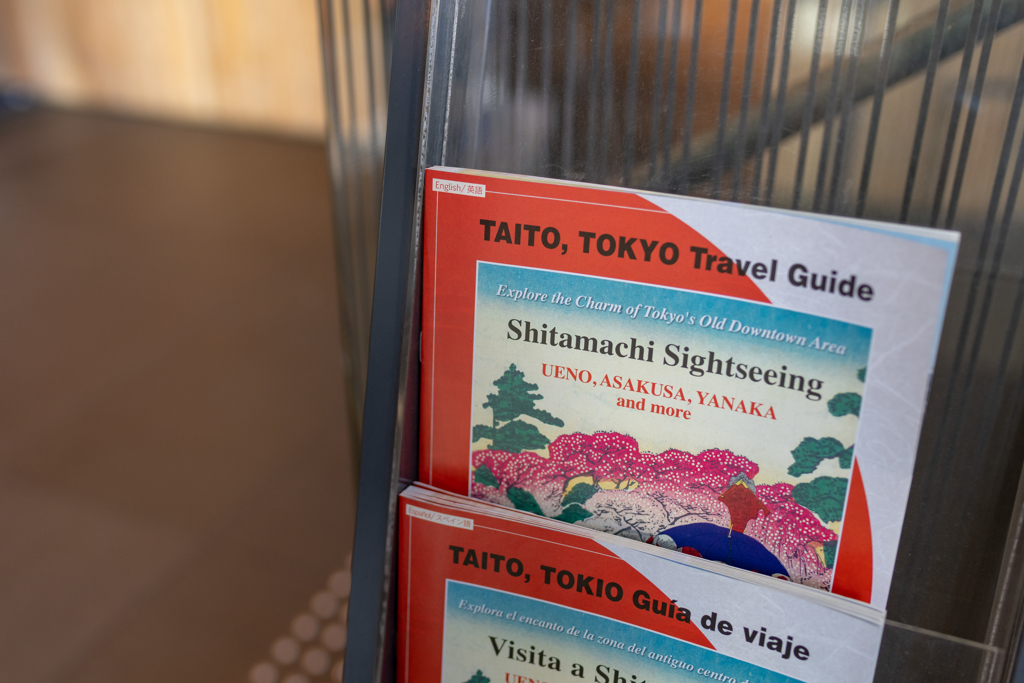 English/英語
TAITO, TOKYO Travel Guide
Explore the Charm of Tokyo's Old Downtown Area
Shitamachi Sightseeing
UENO, ASAKUSA, YANAKA
and more
Español/スペイン語
TAITO, TOKIO Guía de viaje
Explora el encanto de la zona del antiguo centro
Visita a Shi